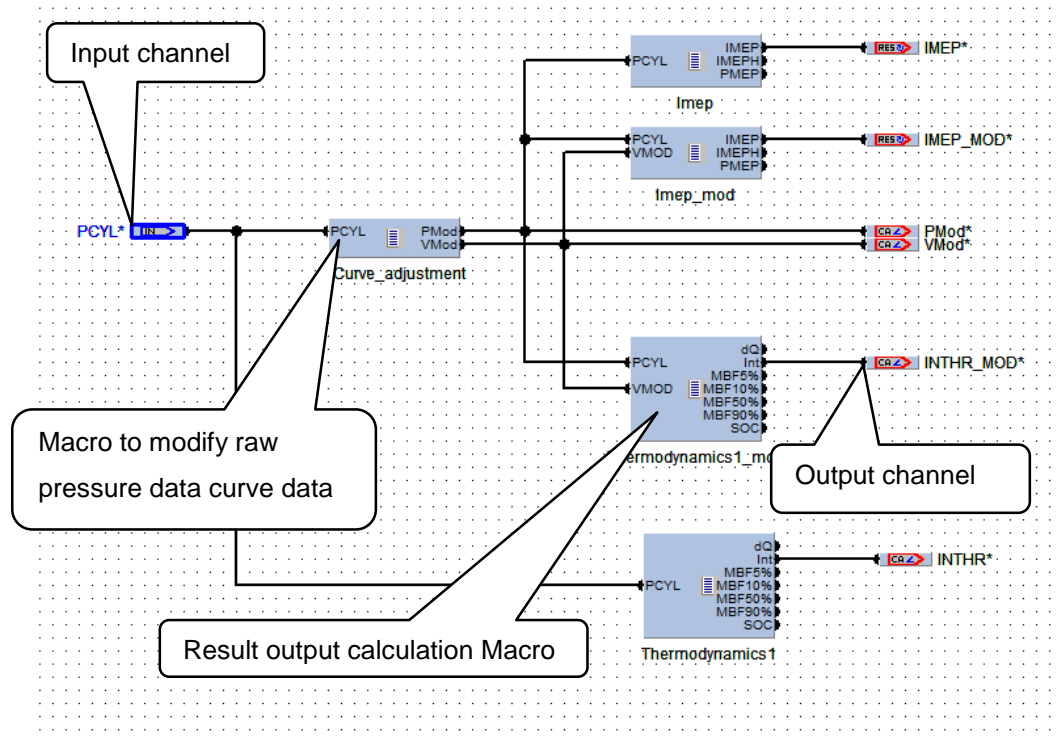 Input channel
IMEP
PCYL IMEPH
PMEP
RES IMEP*
Imep
PCYL IMEP
VMOD IMEPH
PMEP
RES IMEP_MOD*
Imep_mod
PCYL* IN
PCYL PMod
VMod
Curve_adjustment
CA PMod*
CA VMod*
dQ
PCYL Int
MBF5%
VMOD MBF10%
MBF50%
MBF90%
SOC
CA INTHR_MOD*
ermodynamics1_mo
Macro to modify raw
pressure data curve data
Output channel
dQ
Int
MBF5%
PCYL MBF10%
MBF50%
MBF90%
SOC
CA INTHR*
Thermodynamics1
Result output calculation Macro